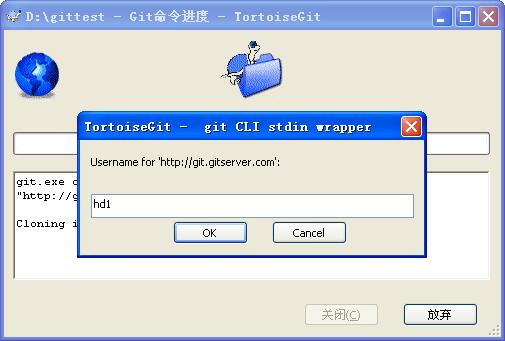 D:\gittest - Git命令进度 - TortoiseGit
TortoiseGit - git CLI stdin wrapper
Username for 'http://git.gitserver.com':
hd1
OK Cancel
git.exe
"http://g
Cloning
关闭(C) 放弃